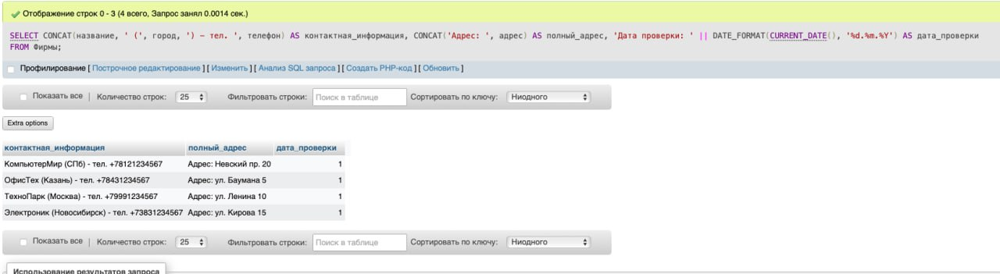 Отображение строк 0 - 3 (4 всего, Запрос занял 0.0014 сек.)
SELECT CONCAT(название, ' (', город, ') - тел. ', телефон) AS контактная_информация, CONCAT('Адрес: ', адрес) AS полный_адрес, 'Дата проверки: ' || DATE_FORMAT(CURRENT_DATE(), '%d.%m.%Y') AS дата_проверки
FROM Фирмы;
Профилирование [ Построчное редактирование ] [ Изменить ] [ Анализ SQL запроса ] [ Создать PHP-код ] [ Обновить ]
Показать все | Количество строк: 25 Фильтровать строки: Поиск в таблице Сортировать по ключу: Ниодного
Extra options
контактная_информация полный_адрес дата_проверки
КомпьютерМир (СПб) - тел. +78121234567 Адрес: Невский пр. 20 1
ОфисТех (Казань) - тел. +78431234567 Адрес: ул. Баумана 5 1
ТехноПарк (Москва) - тел. +79991234567 Адрес: ул. Ленина 10 1
Электроник (Новосибирск) - тел. +73831234567 Адрес: ул. Кирова 15 1
Показать все | Количество строк: 25 Фильтровать строки: Поиск в таблице Сортировать по ключу: Ниодного
Использование результатов запроса